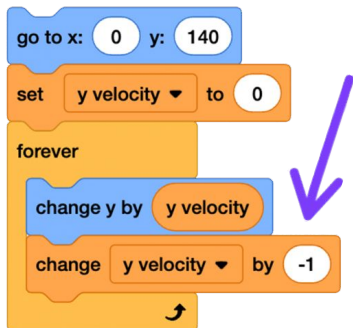 go to x: 0 y: 140
set y velocity to 0
forever
change y by y velocity
change y velocity by -1